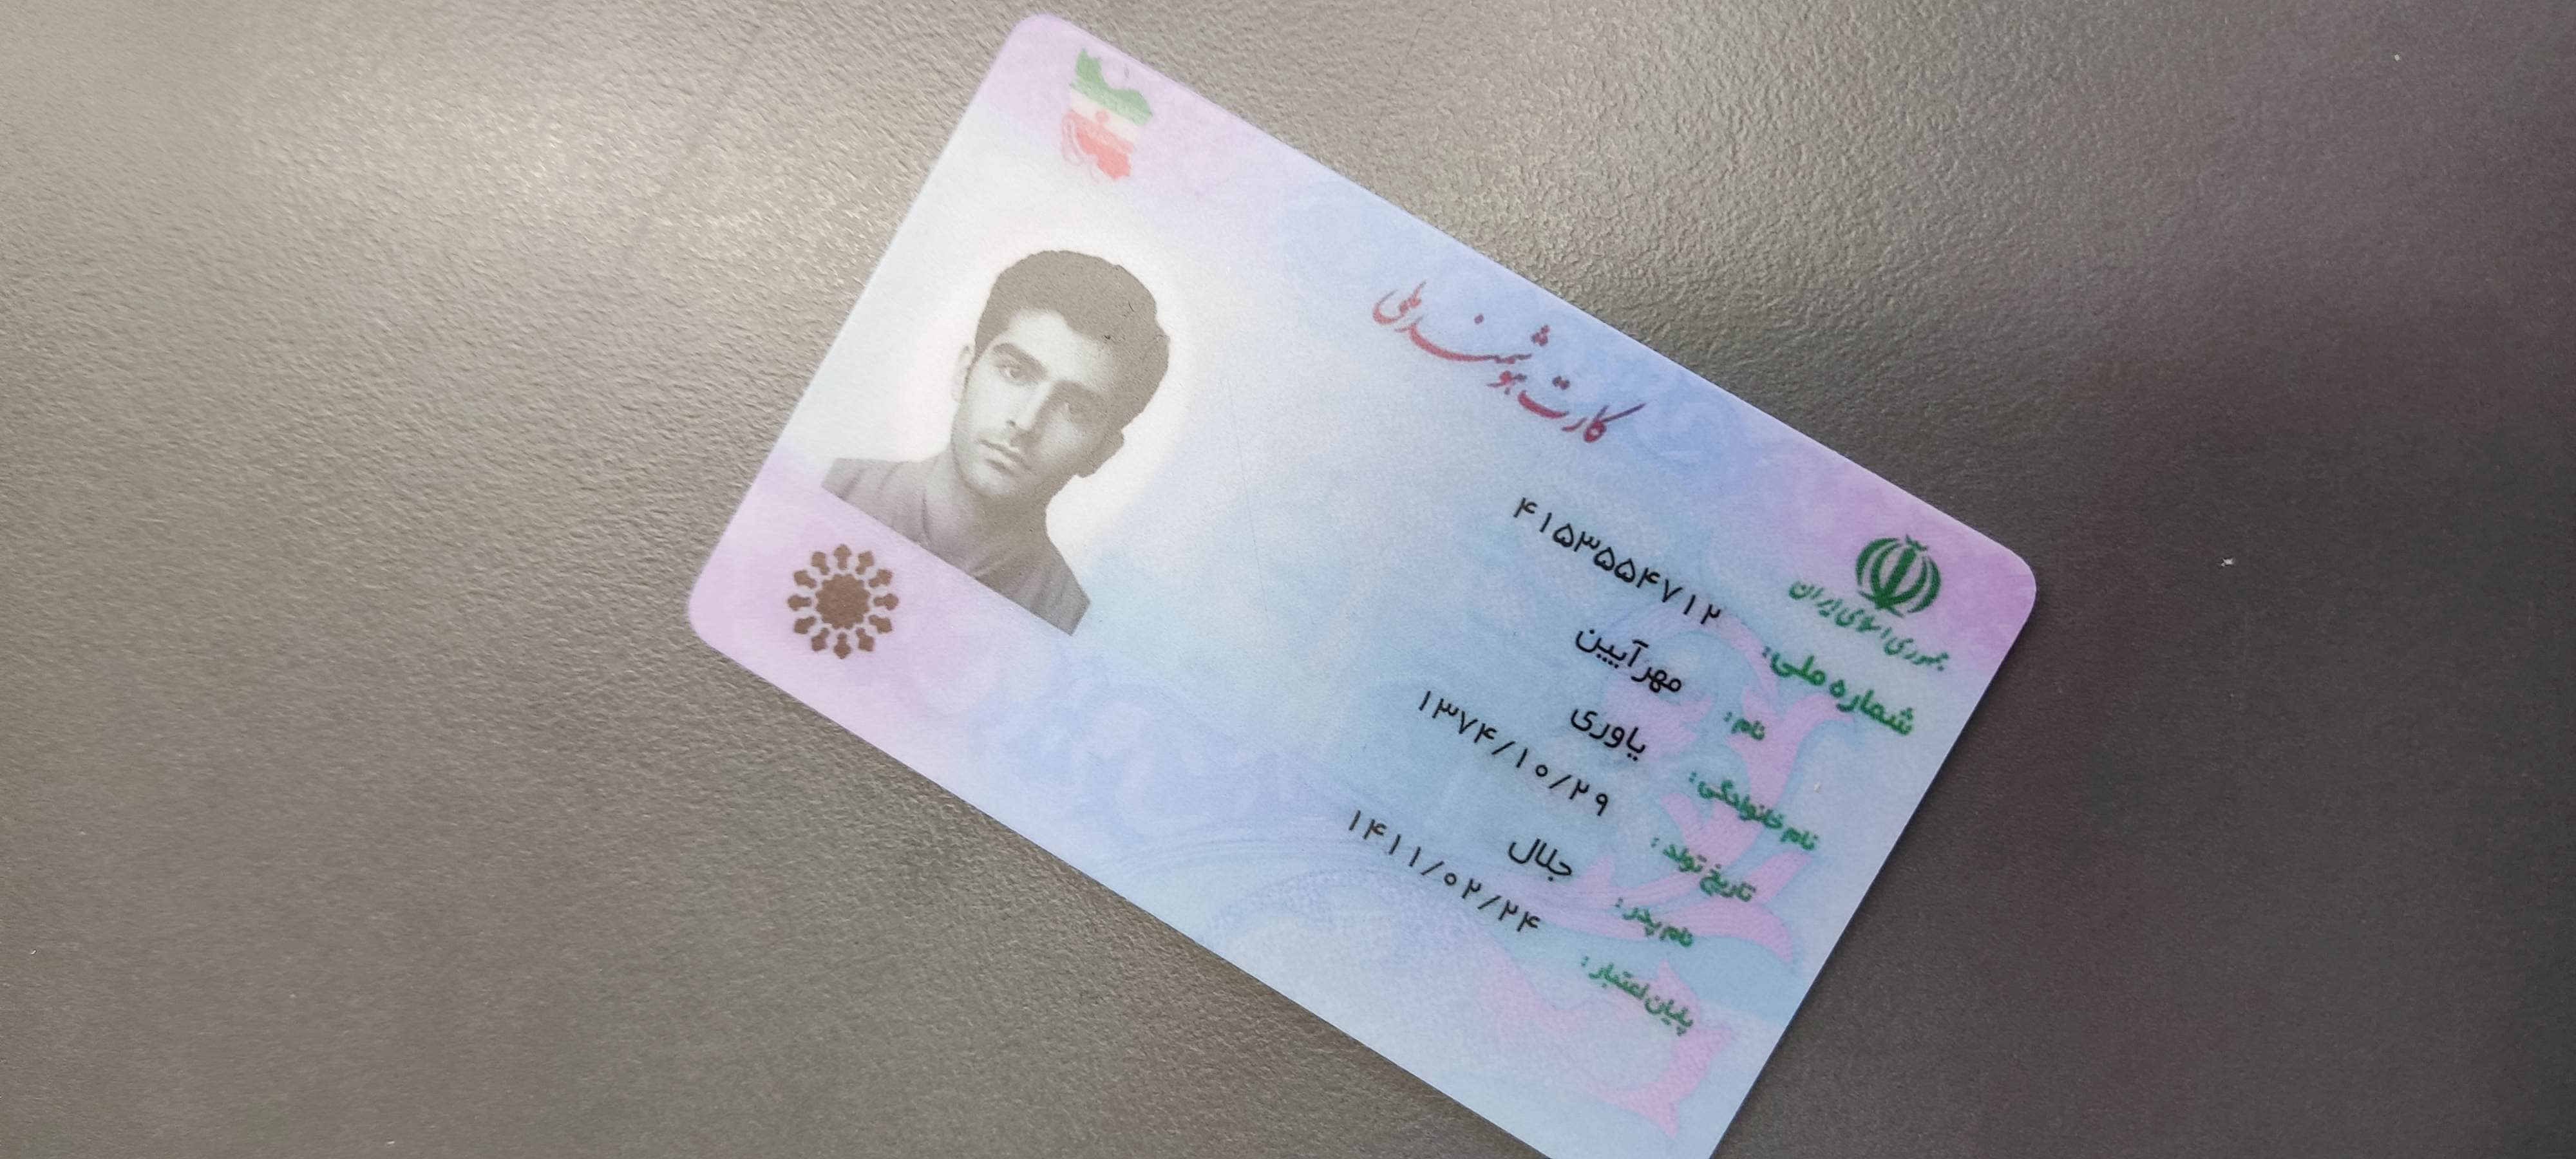 جمهوری اسلامی ایران
کارت هوشمند ملی
شماره ملی: ۴۱۵۳۵۵۴۷۱۲
نام: مهرآیین
نام خانوادگی: یاوری
تاریخ تولد: ۱۳۷۴/۱۰/۲۹
نام پدر: جلال
پایان اعتبار: ۱۴۱۱/۰۲/۲۴